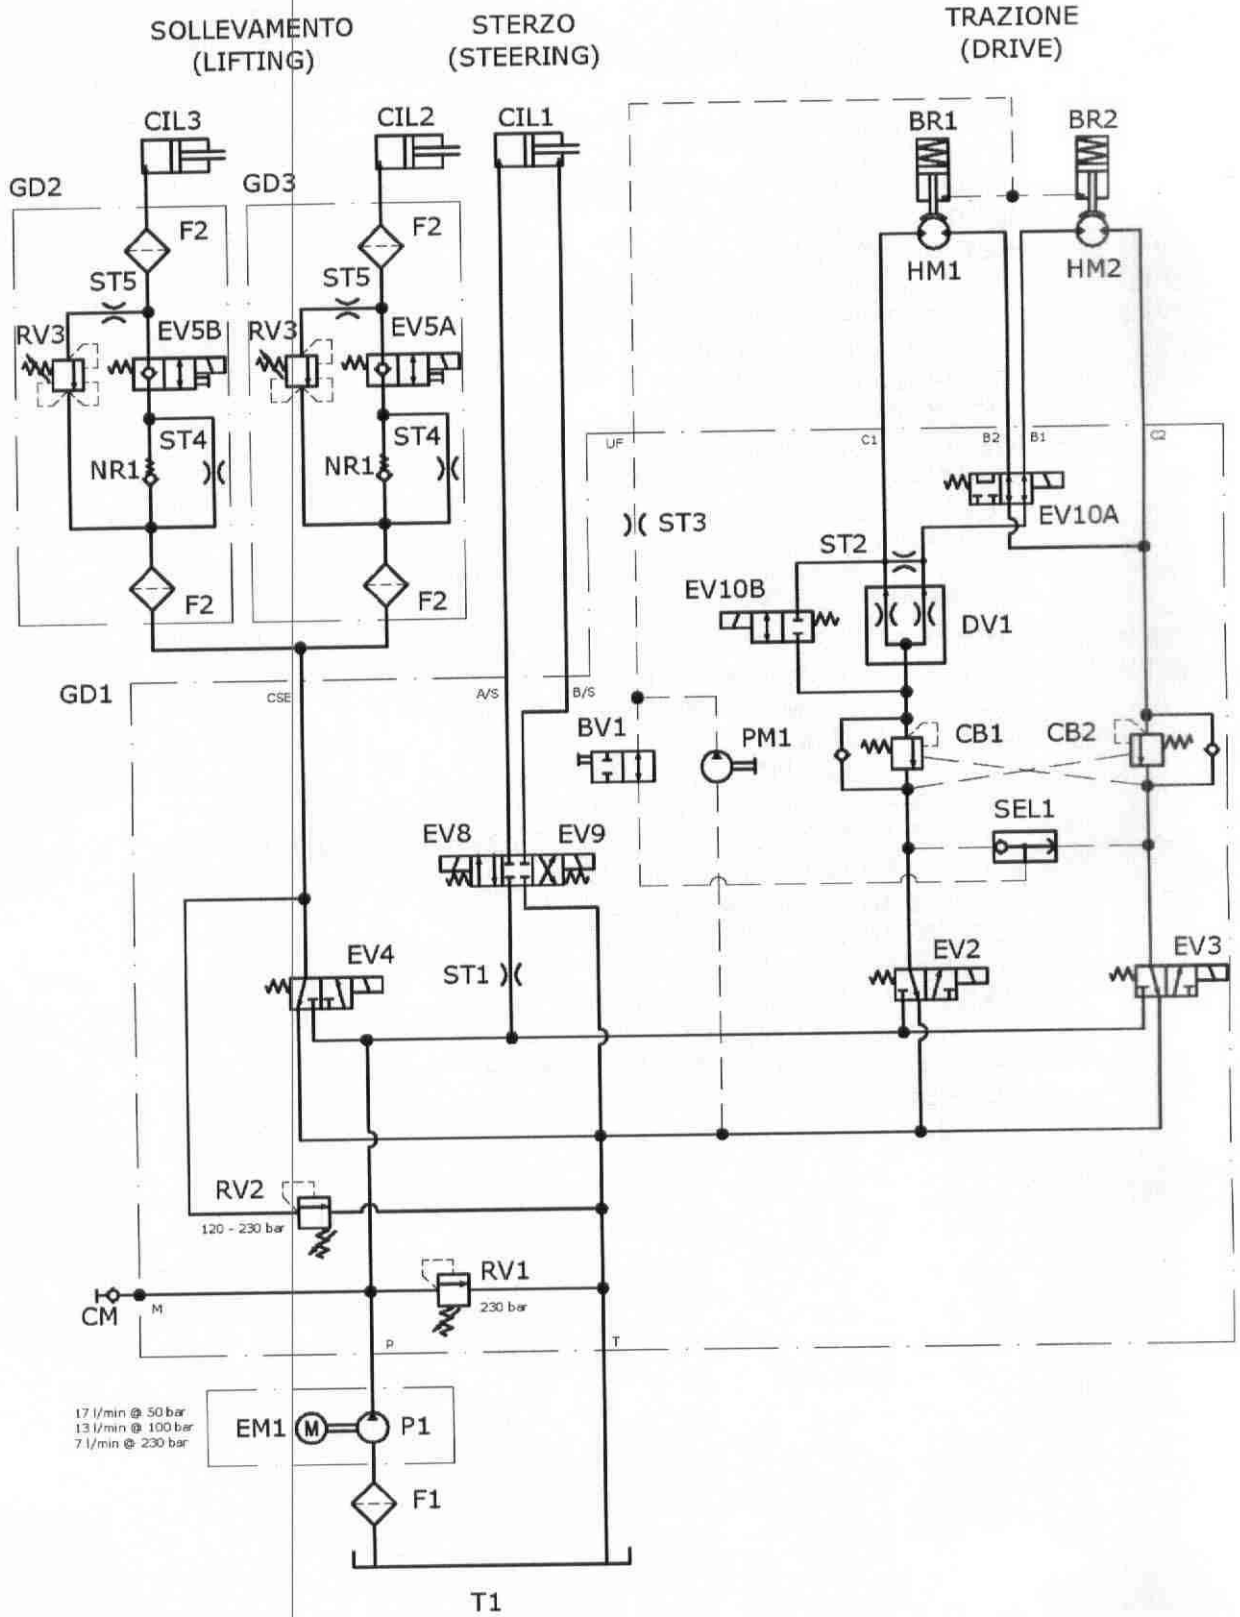 SOLLEVAMENTO
(LIFTING)
STERZO
(STEERING)
TRAZIONE
(DRIVE)
CIL3
CIL2
CIL1
BR1
BR2
GD2
GD3
F2
F2
HM1
HM2
ST5
ST5
RV3
EV5B
RV3
EV5A
ST4
ST4
NR1
NR1
UF
C1
B2
B1
C2
EV10A
ST3
ST2
EV10B
DV1
F2
F2
GD1
CSE
A/S
B/S
BV1
PM1
CB1
CB2
SEL1
EV8
EV9
EV4
ST1
EV2
EV3
RV2
120 - 230 bar
RV1
230 bar
CM
M
P
T
17 l/min @ 50 bar
13 l/min @ 100 bar
7 l/min @ 230 bar
EM1
M
P1
F1
T1